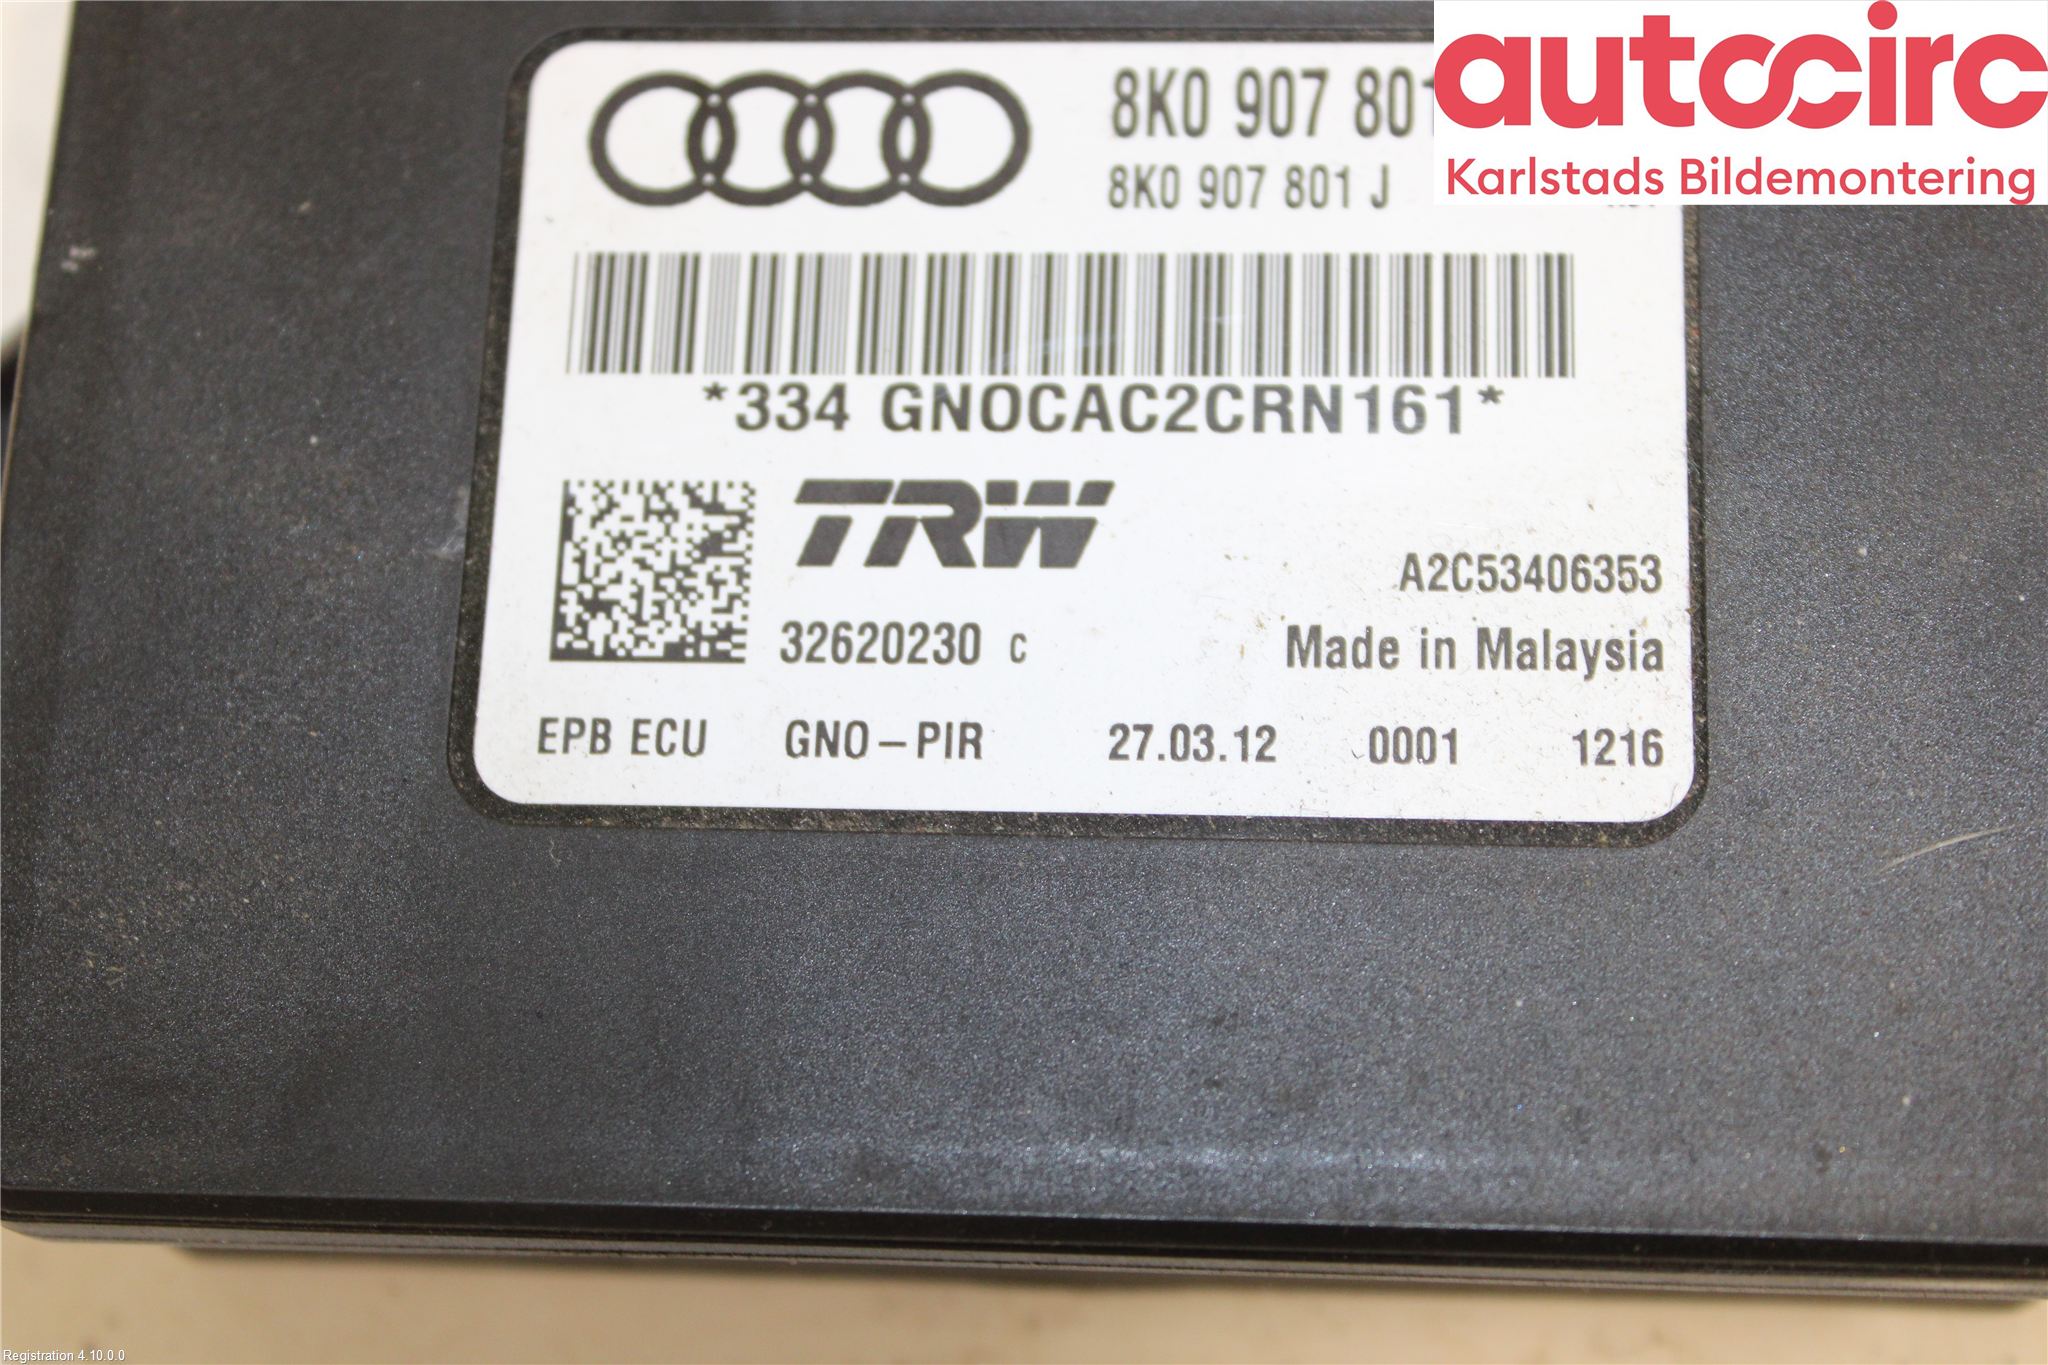 autocirc
Karlstads Bildemontering
8K0 907 801
8K0 907 801 J
*334 GNOCAC2CRN161*
TRW
A2C53406353
32620230 C
Made in Malaysia
EPB ECU GNO-PIR 27.03.12 0001 1216
Registration 4.10.0.0